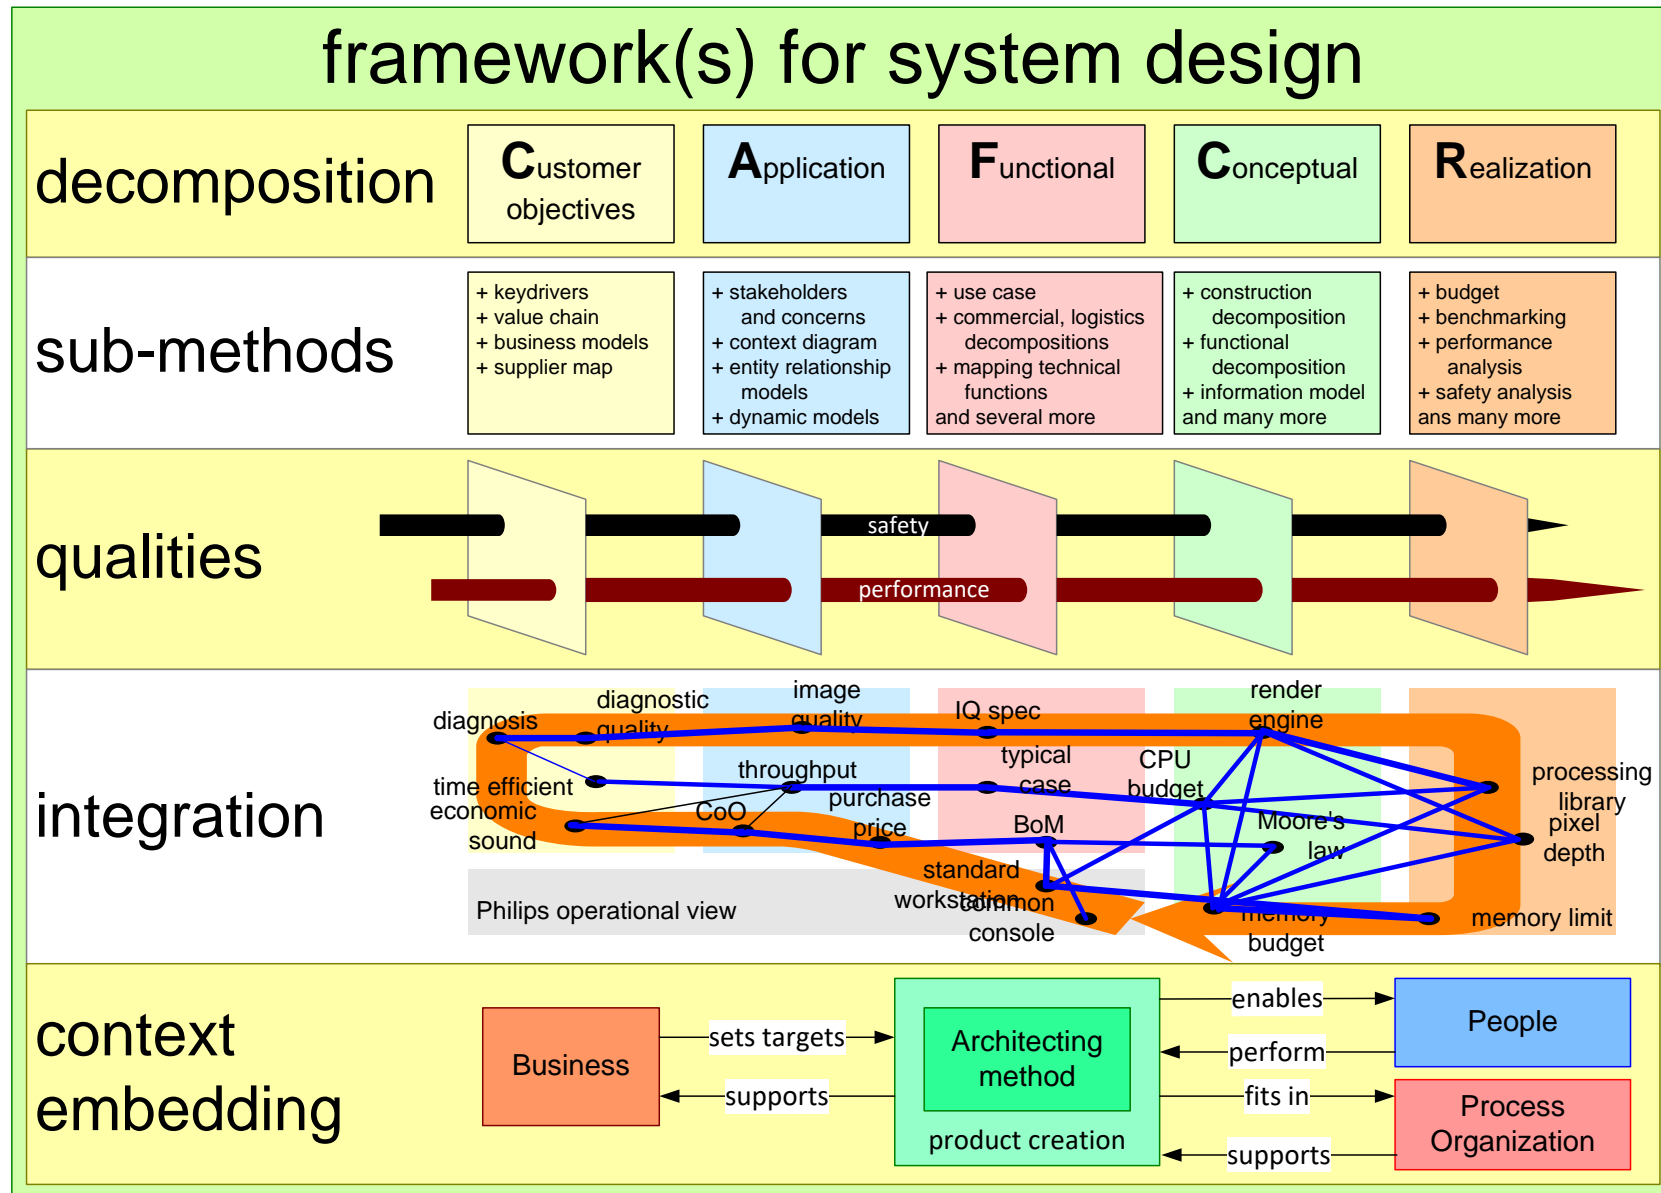 framework(s) for system design
decomposition
Customer
objectives
Application
Functional
Conceptual
Realization
sub-methods
+ keydrivers
+ value chain
+ business models
+ supplier map
+ stakeholders
and concerns
+ context diagram
+ entity relationship
models
+ dynamic models
+ use case
+ commercial, logistics
decompositions
+ mapping technical
functions
and several more
+ construction
decomposition
+ functional
decomposition
+ information model
and many more
+ budget
+ benchmarking
+ performance
analysis
+ safety analysis
ans many more
qualities
safety
performance
integration
diagnosis
diagnostic
quality
image
quality
IQ spec
render
engine
time efficient
throughput
typical
case
CPU
budget
processing
library
economic
sound
CoO
purchase
price
BoM
Moore's
law
pixel
depth
Philips operational view
standard
workstation
common
console
memory
budget
memory limit
context
embedding
Business
sets targets
supports
Architecting
method
product creation
enables
perform
fits in
supports
People
Process
Organization